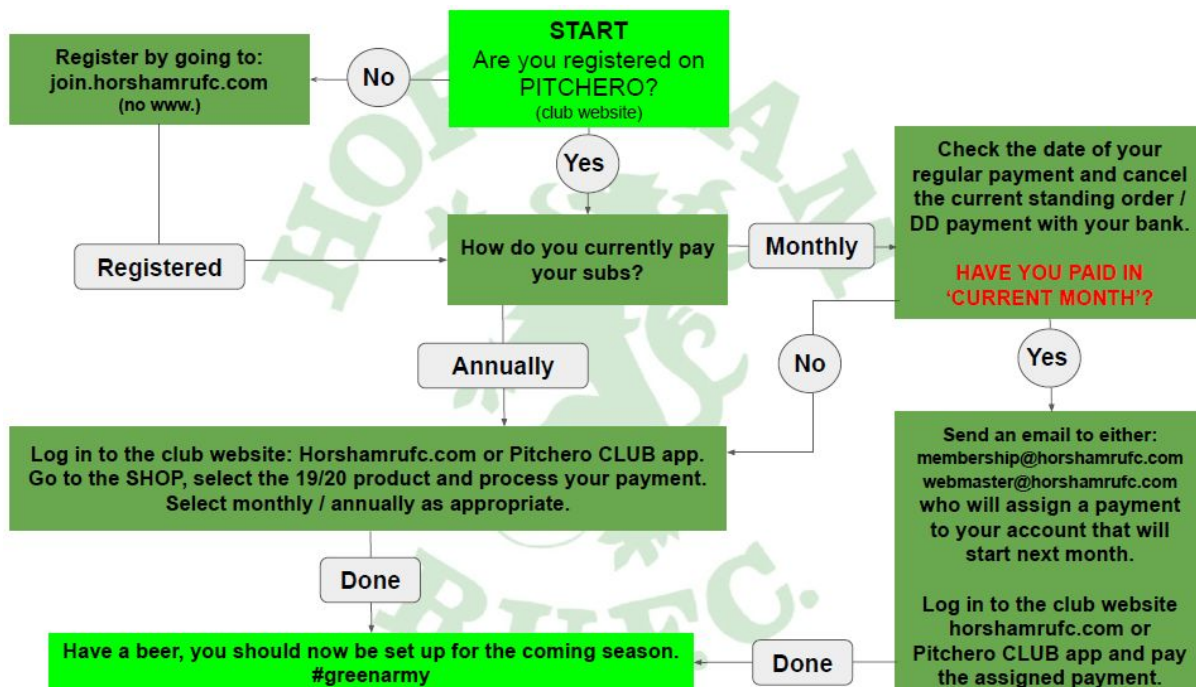 START
Are you registered on
PITCHERO?
(club website)
No
Register by going to:
join.horshamrufc.com
(no www.)
Registered
Yes
How do you currently pay
your subs?
Monthly
Check the date of your
regular payment and cancel
the current standing order /
DD payment with your bank.
HAVE YOU PAID IN
‘CURRENT MONTH’?
Annually
No
Yes
Log in to the club website: Horshamrufc.com or Pitchero CLUB app.
Go to the SHOP, select the 19/20 product and process your payment.
Select monthly / annually as appropriate.
Send an email to either:
membership@horshamrufc.com
webmaster@horshamrufc.com
who will assign a payment
to your account that will
start next month.
Log in to the club website
horshamrufc.com or
Pitchero CLUB app and pay
the assigned payment.
Done
Done
Have a beer, you should now be set up for the coming season.
#greenarmy
R.U.F.C.